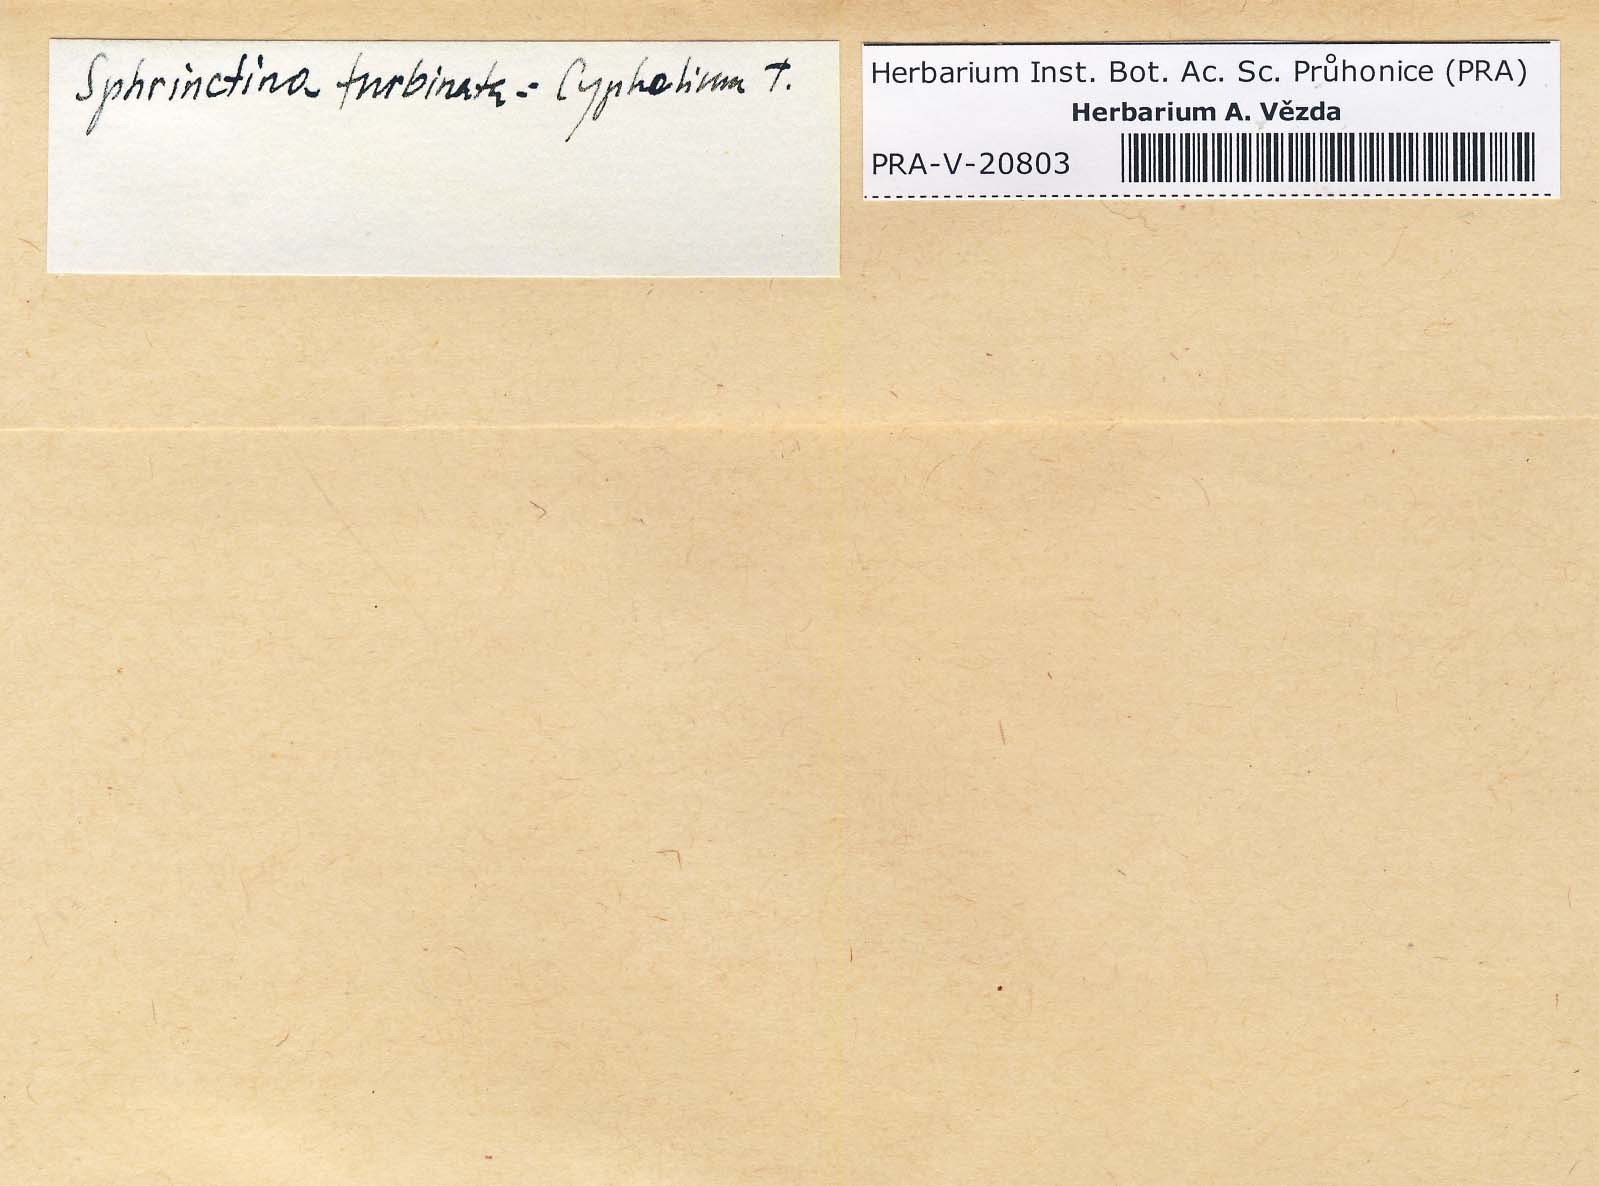 Sphrinctina turbinata = Cyphelium t.
Herbarium Inst. Bot. Ac. Sc. Průhonice (PRA)
Herbarium A. Vězda
PRA-V-20803